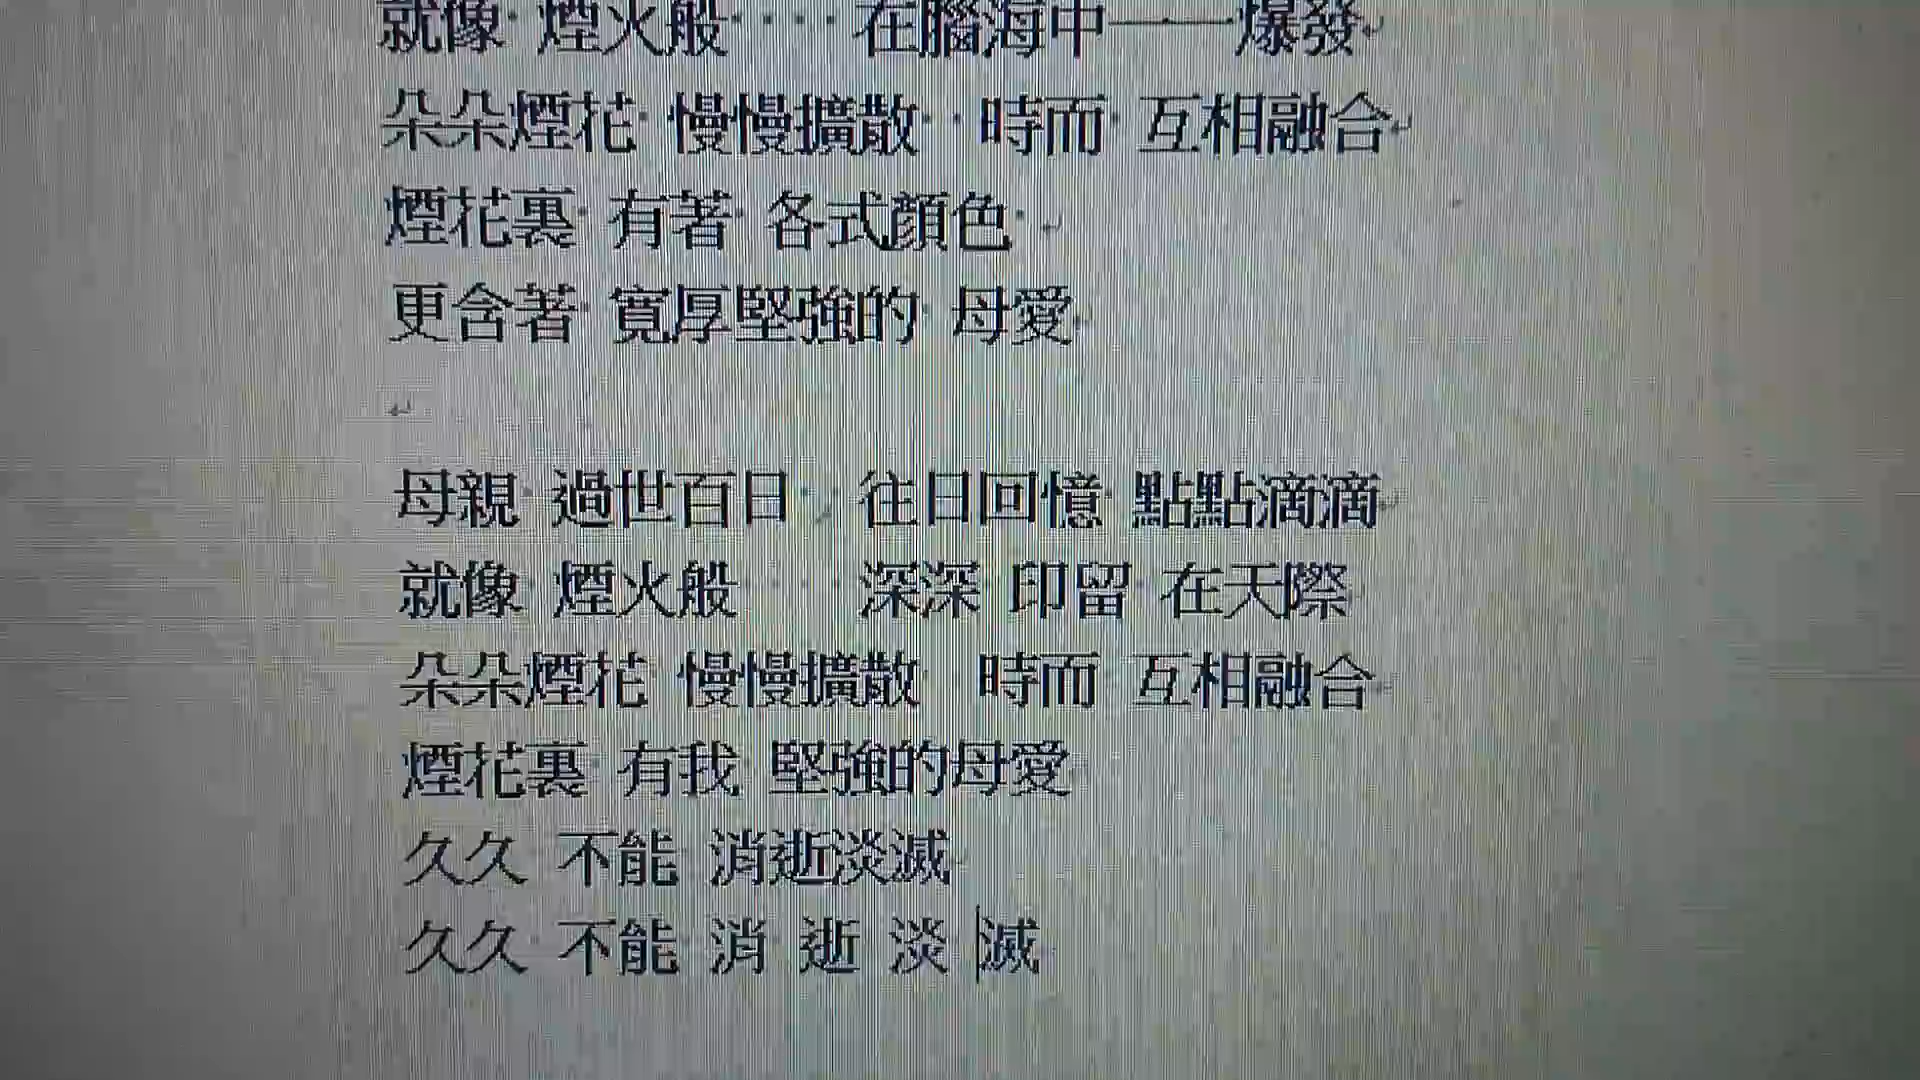 就像 煙火般 在腦海中一一爆發
朵朵煙花 慢慢擴散 時而 互相融合
煙花裏 有著 各式顏色
更含著 寬厚堅強的 母愛
母親 過世百日 往日回憶 點點滴滴
就像 煙火般 深深 印留 在天際
朵朵煙花 慢慢擴散 時而 互相融合
煙花裏 有我 堅強的母愛
久久 不能 消逝淡滅
久久 不能 消 逝 淡 滅